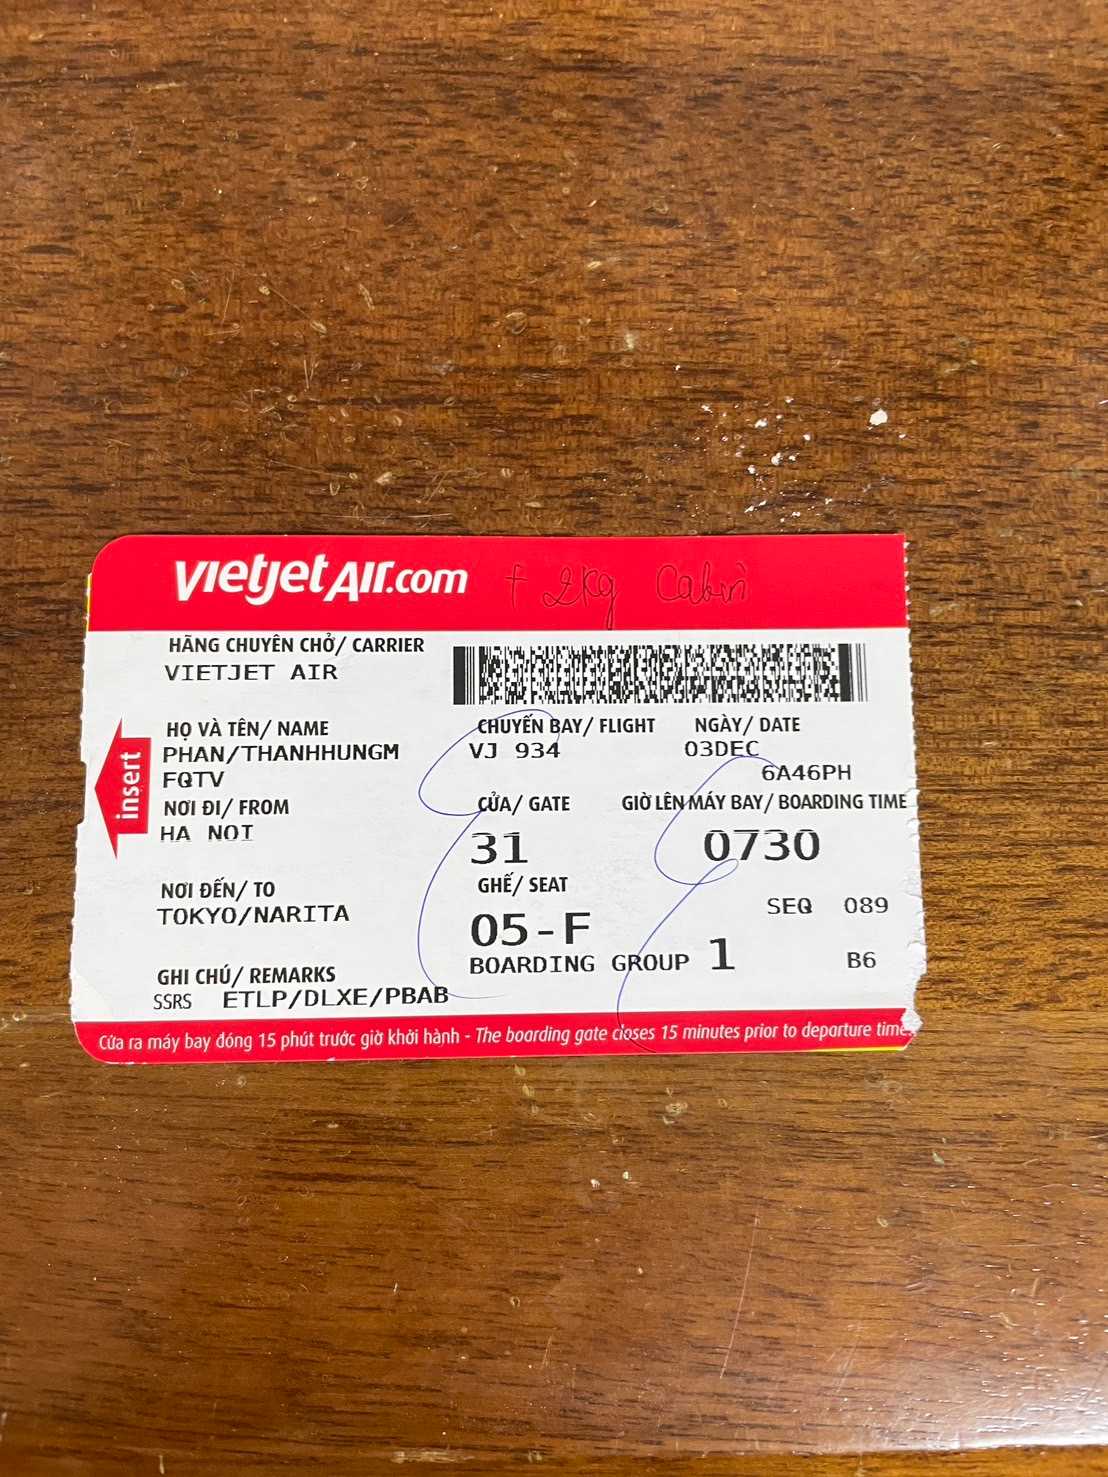 vietjetAir.com + 2kg Cabin
HÃNG CHUYÊN CHỞ/ CARRIER
VIETJET AIR
HỌ VÀ TÊN/ NAME
PHAN/THANHHUNGM
FQTV
CHUYẾN BAY/ FLIGHT NGÀY/ DATE
VJ 934 03DEC
6A46PH
insert
NƠI ĐI/ FROM
HA NOI
CỬA/ GATE GIỜ LÊN MÁY BAY/ BOARDING TIME
31 0730
NƠI ĐẾN/ TO
TOKYO/NARITA
GHẾ/ SEAT
05-F
SEQ 089
BOARDING GROUP 1 B6
GHI CHÚ/ REMARKS
SSRS ETLP/DLXE/PBAB
Cửa ra máy bay đóng 15 phút trước giờ khởi hành - The boarding gate closes 15 minutes prior to departure time.